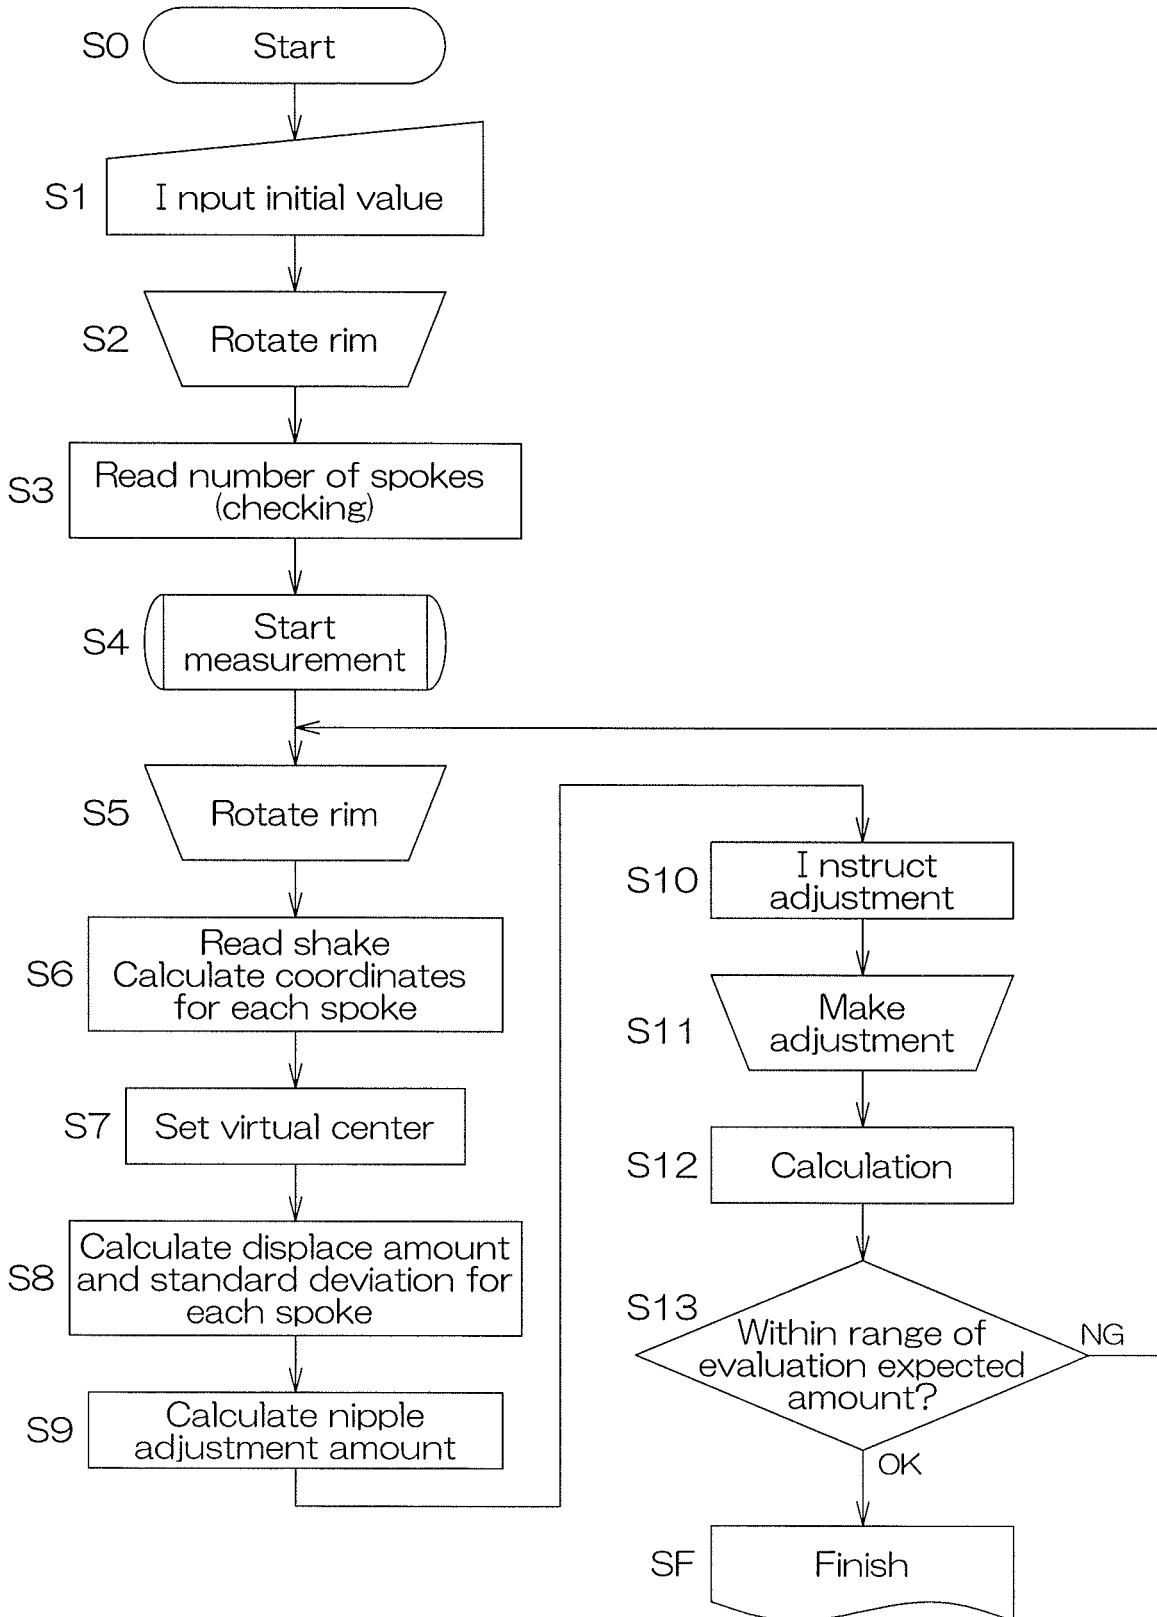 S0
Start
S1
Input initial value
S2
Rotate rim
S3
Read number of spokes
(checking)
S4
Start
measurement
S5
Rotate rim
S6
Read shake
Calculate coordinates
for each spoke
S7
Set virtual center
S8
Calculate displace amount
and standard deviation for
each spoke
S9
Calculate nipple
adjustment amount
S10
Instruct
adjustment
S11
Make
adjustment
S12
Calculation
S13
Within range of
evaluation expected
amount?
NG
OK
SF
Finish